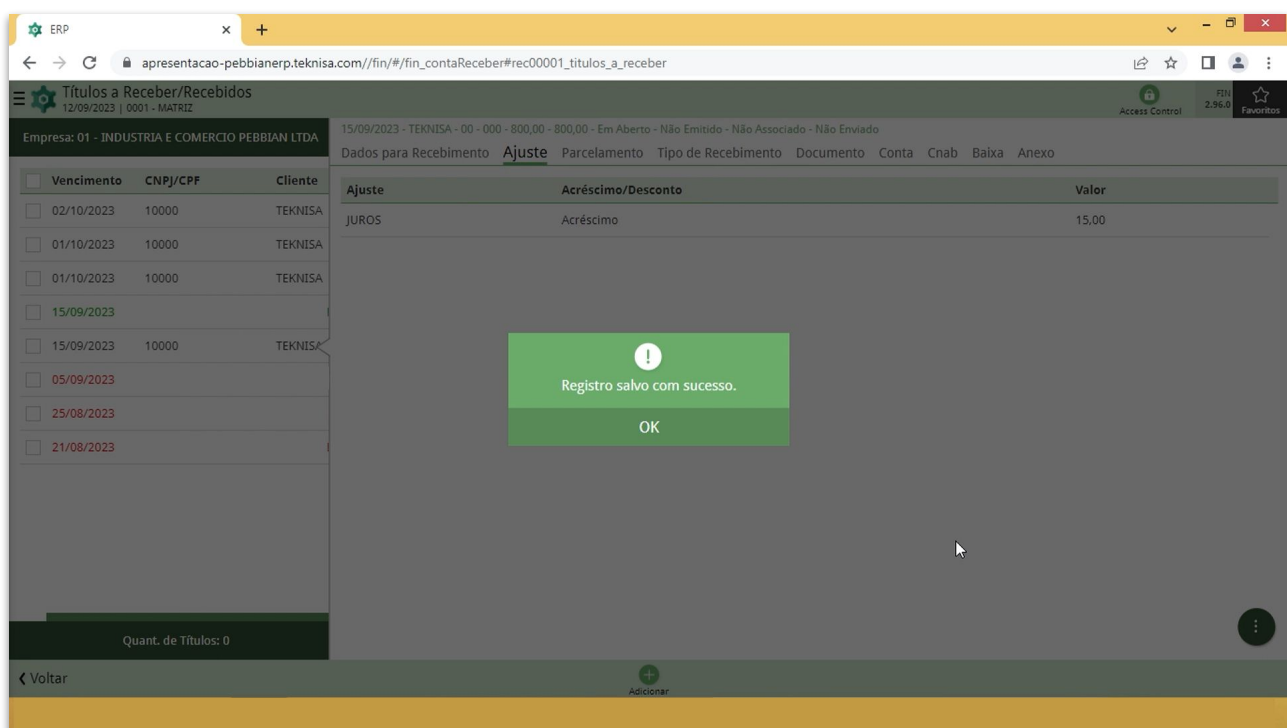 ERP
apresentacao-pebbianerp.teknisa.com//fin/#/fin_contaReceber#rec00001_titulos_a_receber
Títulos a Receber/Recebidos
12/09/2023 | 0001 - MATRIZ
Access Control
FIN
2.96.0
Favoritos
Empresa: 01 - INDUSTRIA E COMERCIO PEBBIAN LTDA
15/09/2023 - TEKNISA - 00 - 000 - 800,00 - 800,00 - Em Aberto - Não Emitido - Não Associado - Não Enviado
Dados para Recebimento Ajuste Parcelamento Tipo de Recebimento Documento Conta Cnab Baixa Anexo
Vencimento CNPJ/CPF Cliente
02/10/2023 10000 TEKNISA
01/10/2023 10000 TEKNISA
01/10/2023 10000 TEKNISA
15/09/2023
15/09/2023 10000 TEKNISA
05/09/2023
25/08/2023
21/08/2023
Ajuste Acréscimo/Desconto Valor
JUROS Acréscimo 15,00
Registro salvo com sucesso.
OK
Quant. de Títulos: 0
Voltar
Adicionar